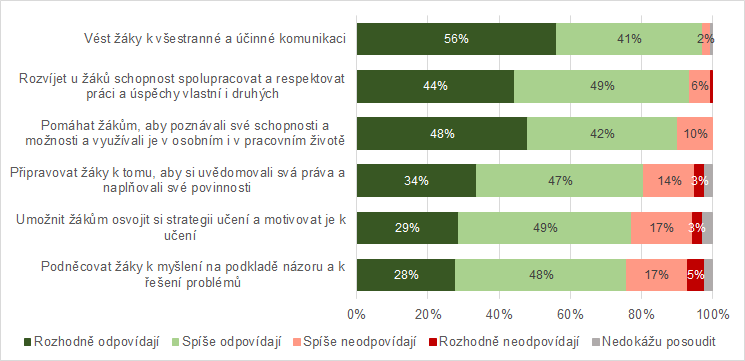 Vést žáky k všestranné a účinné komunikaci
56% 41% 2%
Rozvíjet u žáků schopnost spolupracovat a respektovat
práci a úspěchy vlastní i druhých
44% 49% 6%
Pomáhat žákům, aby poznávali své schopnosti a
možnosti a využívali je v osobním i v pracovním životě
48% 42% 10%
Připravovat žáky k tomu, aby si uvědomovali svá práva a
naplňovali své povinnosti
34% 47% 14% 3%
Umožnit žákům osvojit si strategii učení a motivovat je k
učení
29% 49% 17% 3%
Podněcovat žáky k myšlení na podkladě názoru a k
řešení problémů
28% 48% 17% 5%
0% 20% 40% 60% 80% 100%
Rozhodně odpovídají Spíše odpovídají Spíše neodpovídají Rozhodně neodpovídají Nedokážu posoudit